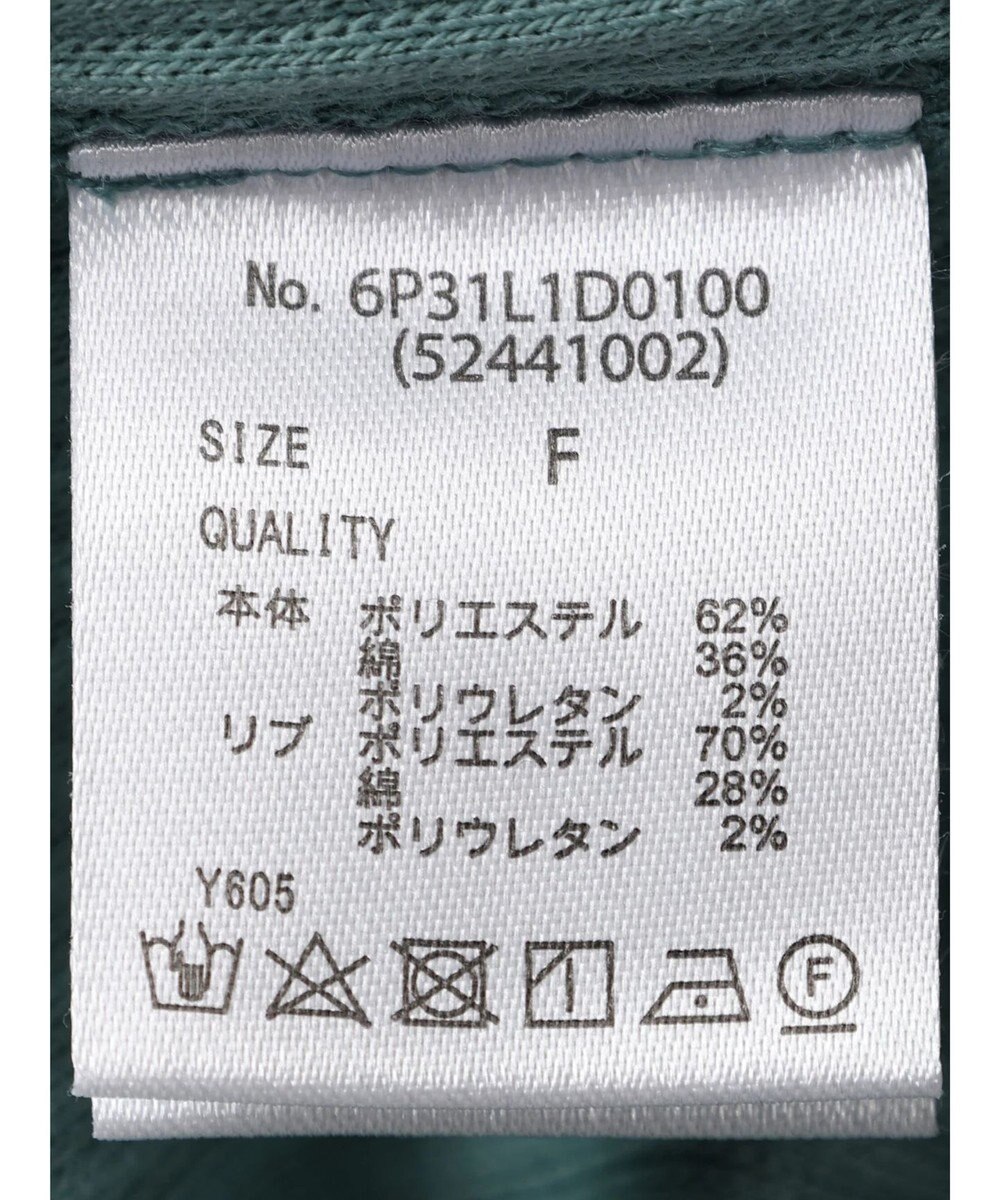 No. 6P31L1D0100
(52441002)
SIZE F
QUALITY
本体 ポリエステル 62%
綿 36%
ポリウレタン 2%
リブ ポリエステル 70%
綿 28%
ポリウレタン 2%
Y605
F